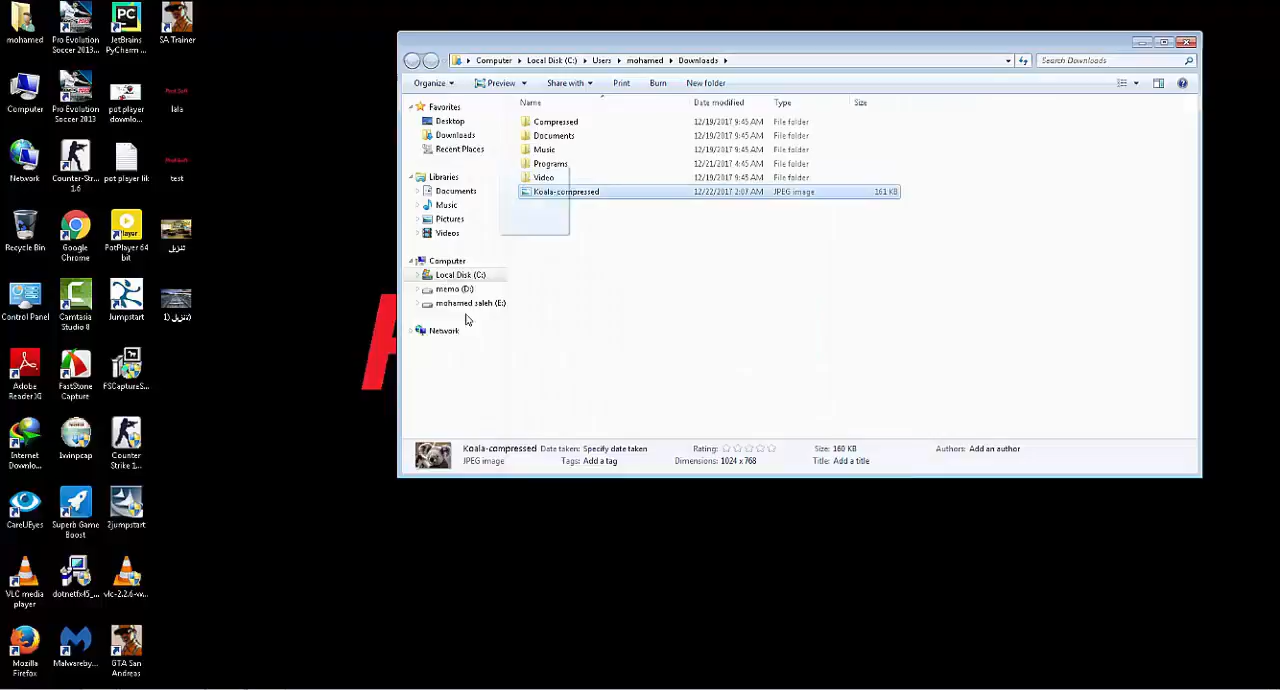 mohamed
Pro Evolution
Soccer 2013...
JetBrains
PyCharm ...
SA Trainer
Computer
Pro Evolution
Soccer 2013
pot player
downlo...
lala
Network
Counter-Str...
1.6
pot player lik
test
Recycle Bin
Google
Chrome
PotPlayer 64
bit
تنزيل
Control Panel
Camtasia
Studio 8
Jumpstart
تنزيل (1)
Adobe
Reader XI
FastStone
Capture
FSCaptureS...
Internet
Downlo...
1winpcap
Counter
Strike 1...
CareUEyes
Superb Game
Boost
2jumpstart
VLC media
player
dotnetfx45_...
vlc-2.2.6-w...
Mozilla
Firefox
Malwareby...
GTA San
Andreas
Computer
Local Disk (C:)
Users
mohamed
Downloads
Search Downloads
Organize
Preview
Share with
Print
Burn
New folder
Name Date modified Type Size
Compressed 12/19/2017 9:45 AM File folder
Documents 12/19/2017 9:45 AM File folder
Music 12/19/2017 9:45 AM File folder
Programs 12/21/2017 4:45 AM File folder
Video 12/19/2017 9:45 AM File folder
Koala-compressed 12/22/2017 2:07 AM JPEG image 161 KB
Favorites
Desktop
Downloads
Recent Places
Libraries
Documents
Music
Pictures
Videos
Computer
Local Disk (C:)
memo (D:)
mohamed saleh (E:)
Network
Koala-compressed Date taken: Specify date taken Rating: Size: 160 KB Authors: Add an author
JPEG image Tags: Add a tag Dimensions: 1024 x 768 Title: Add a title